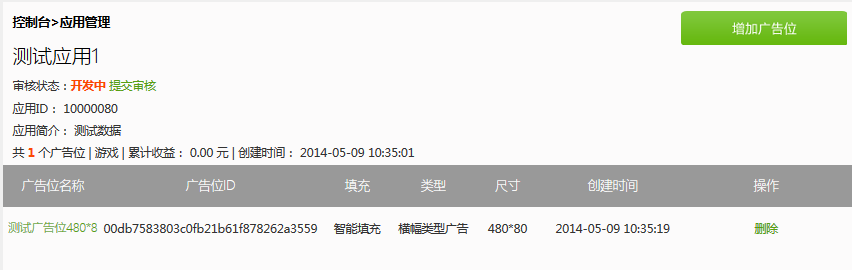 控制台>应用管理
增加广告位
测试应用1
审核状态：开发中 提交审核
应用ID： 10000080
应用简介： 测试数据
共 1 个广告位 | 游戏 | 累计收益： 0.00 元 | 创建时间： 2014-05-09 10:35:01
广告位名称 广告位ID 填充 类型 尺寸 创建时间 操作
测试广告位480*8 00db7583803c0fb21b61f878262a3559 智能填充 横幅类型广告 480*80 2014-05-09 10:35:19 删除